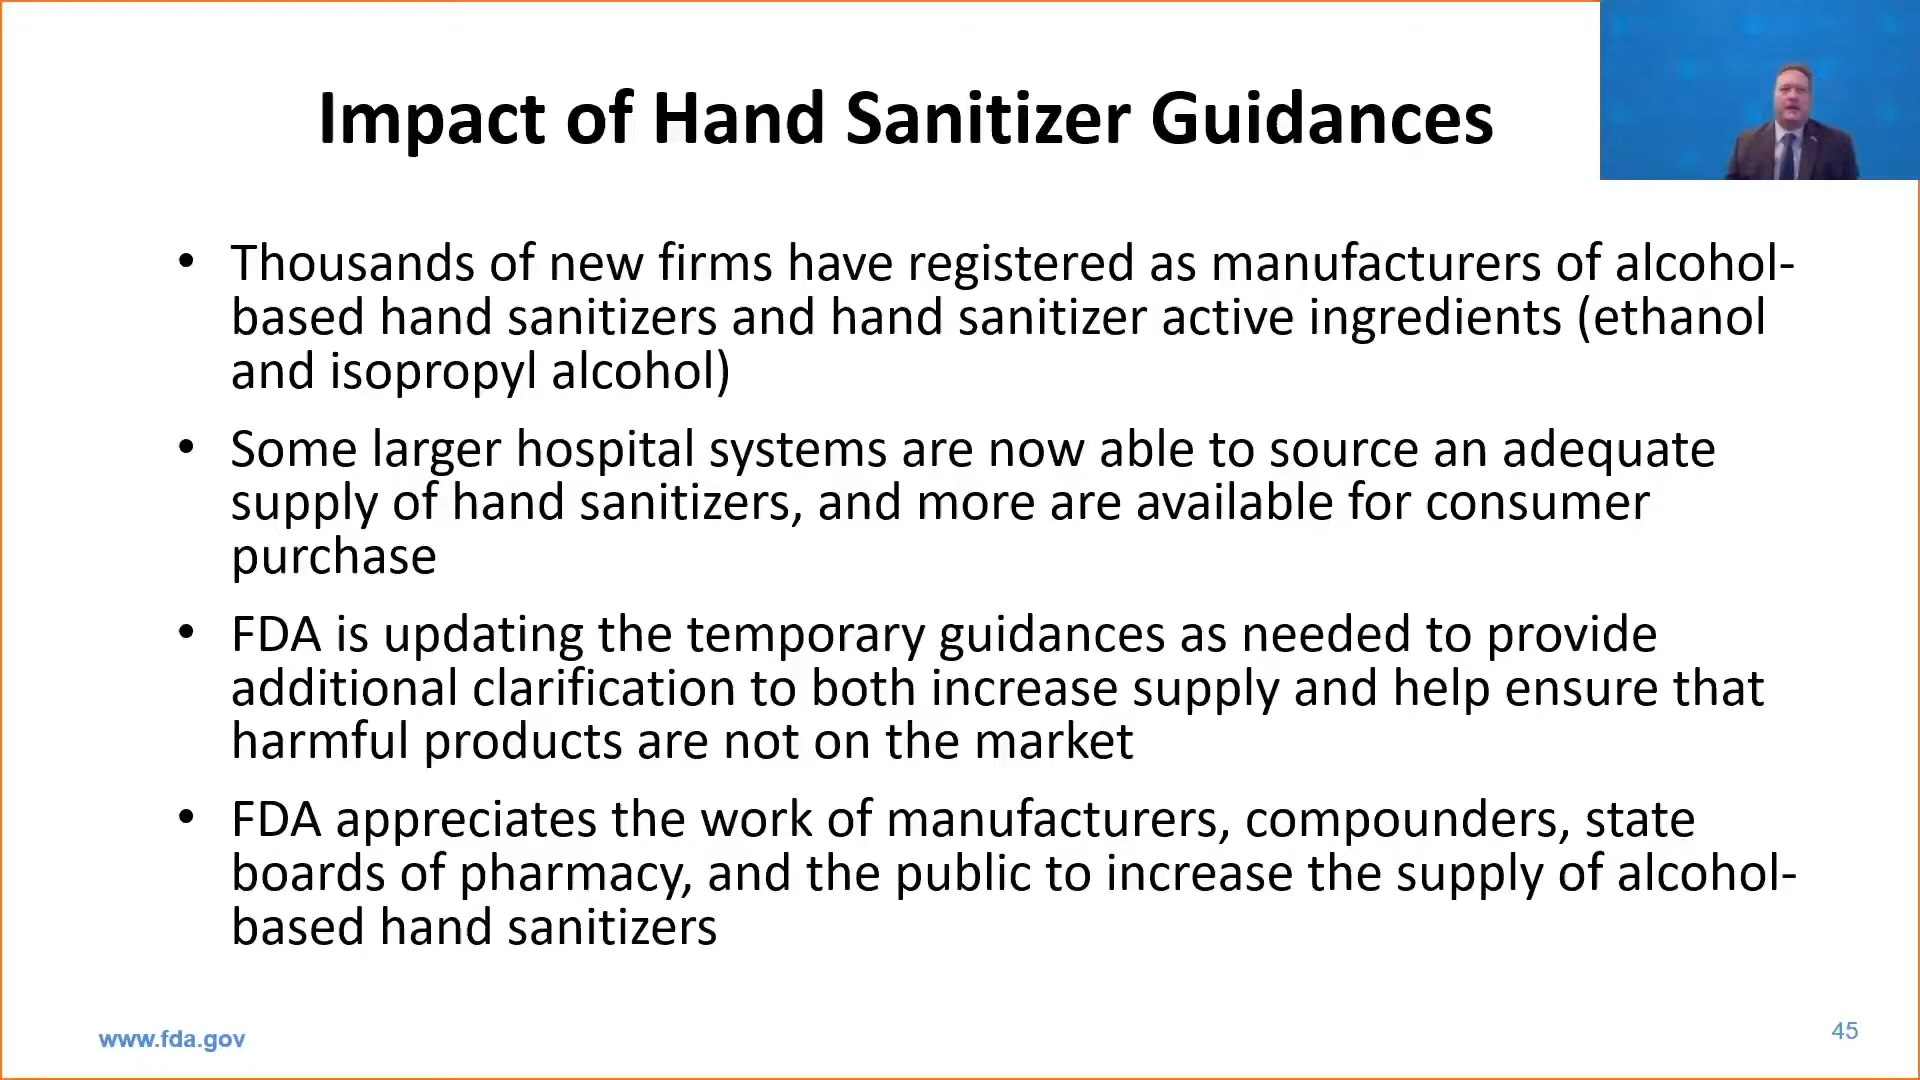 Impact of Hand Sanitizer Guidances
• Thousands of new firms have registered as manufacturers of alcohol-
based hand sanitizers and hand sanitizer active ingredients (ethanol
and isopropyl alcohol)
• Some larger hospital systems are now able to source an adequate
supply of hand sanitizers, and more are available for consumer
purchase
• FDA is updating the temporary guidances as needed to provide
additional clarification to both increase supply and help ensure that
harmful products are not on the market
• FDA appreciates the work of manufacturers, compounders, state
boards of pharmacy, and the public to increase the supply of alcohol-
based hand sanitizers
www.fda.gov
45